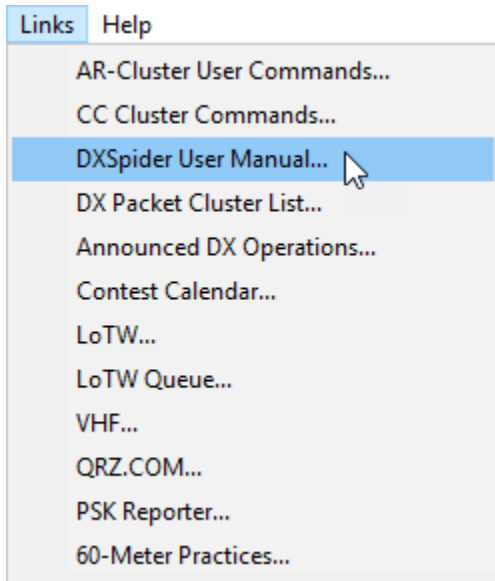 Links Help
AR-Cluster User Commands...
CC Cluster Commands...
DXSpider User Manual...
DX Packet Cluster List...
Announced DX Operations...
Contest Calendar...
LoTW...
LoTW Queue...
VHF...
QRZ.COM...
PSK Reporter...
60-Meter Practices...